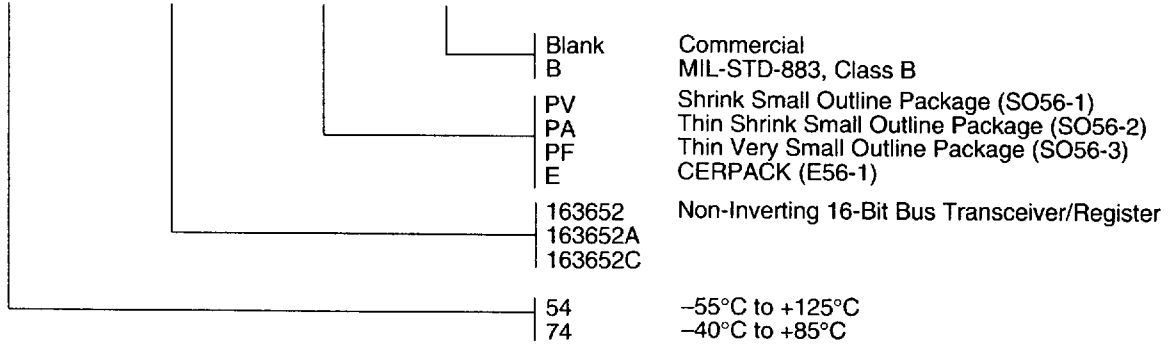 Blank Commercial
B MIL-STD-883, Class B
PV Shrink Small Outline Package (SO56-1)
PA Thin Shrink Small Outline Package (SO56-2)
PF Thin Very Small Outline Package (SO56-3)
E CERPACK (E56-1)
163652 Non-Inverting 16-Bit Bus Transceiver/Register
163652A
163652C
54 –55°C to +125°C
74 –40°C to +85°C